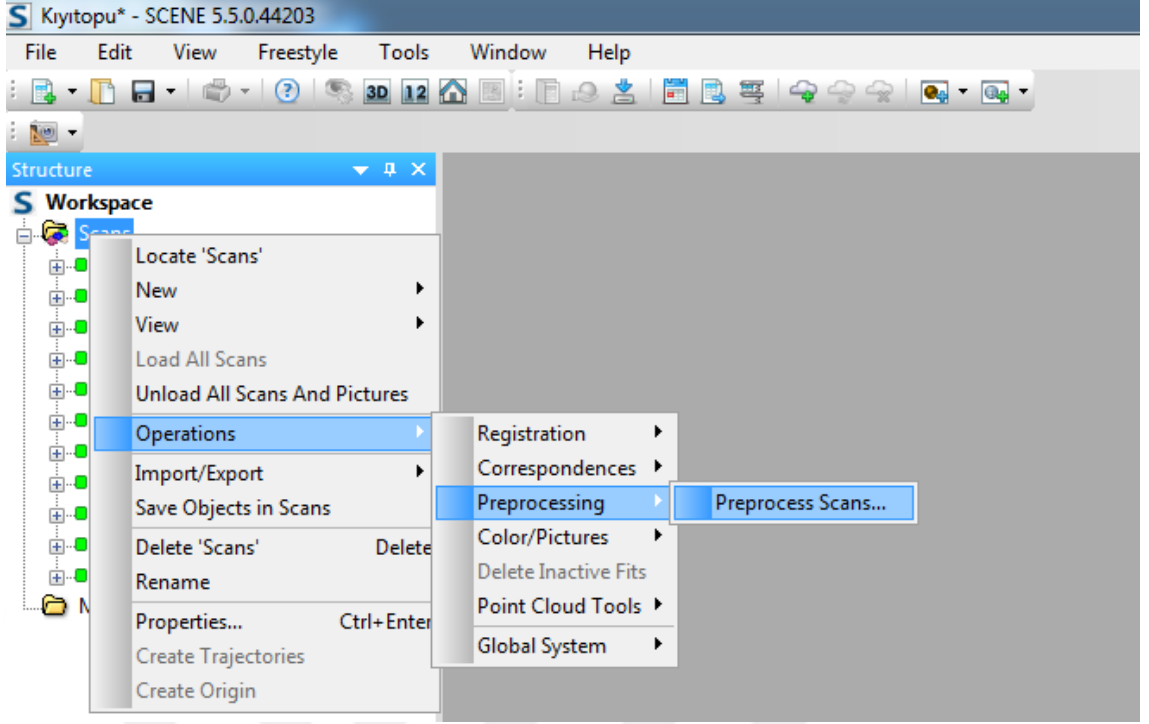 S Kıyıtopu* - SCENE 5.5.0.44203
File Edit View Freestyle Tools Window Help
3D 12
Structure
S Workspace
Scans
Locate 'Scans'
New
View
Load All Scans
Unload All Scans And Pictures
Operations
Import/Export
Save Objects in Scans
Delete 'Scans' Delete
Rename
Properties... Ctrl+Enter
Create Trajectories
Create Origin
Registration
Correspondences
Preprocessing
Color/Pictures
Delete Inactive Fits
Point Cloud Tools
Global System
Preprocess Scans...